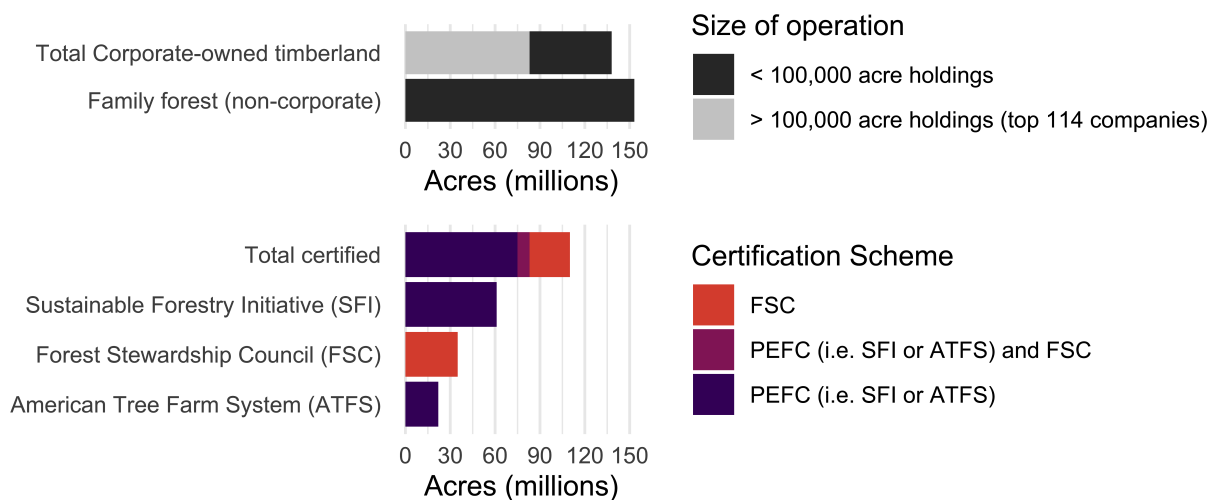 Total Corporate-owned timberland
Family forest (non-corporate)
0 30 60 90 120 150
Acres (millions)
Size of operation
< 100,000 acre holdings
> 100,000 acre holdings (top 114 companies)
Total certified
Sustainable Forestry Initiative (SFI)
Forest Stewardship Council (FSC)
American Tree Farm System (ATFS)
0 30 60 90 120 150
Acres (millions)
Certification Scheme
FSC
PEFC (i.e. SFI or ATFS) and FSC
PEFC (i.e. SFI or ATFS)